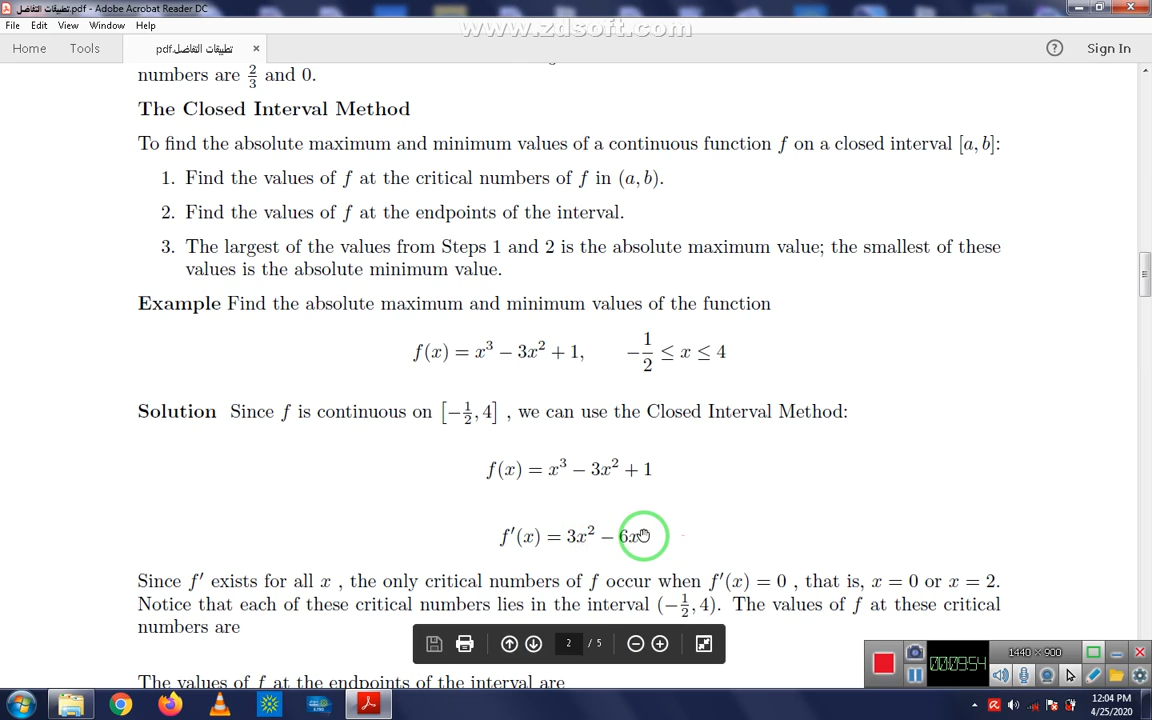 تطبيقات التفاضل.pdf - Adobe Acrobat Reader DC
www.zdsoft.com
File Edit View Window Help
Home Tools تطبيقات التفاضل.pdf × ? Sign In
numbers are 2/3 and 0.
The Closed Interval Method
To find the absolute maximum and minimum values of a continuous function f on a closed interval [a, b]:
1. Find the values of f at the critical numbers of f in (a, b).
2. Find the values of f at the endpoints of the interval.
3. The largest of the values from Steps 1 and 2 is the absolute maximum value; the smallest of these
values is the absolute minimum value.
Example Find the absolute maximum and minimum values of the function
f(x) = x³ − 3x² + 1, −1/2 ≤ x ≤ 4
Solution Since f is continuous on [−1/2, 4] , we can use the Closed Interval Method:
f(x) = x³ − 3x² + 1
f′(x) = 3x² − 6x
Since f′ exists for all x , the only critical numbers of f occur when f′(x) = 0 , that is, x = 0 or x = 2.
Notice that each of these critical numbers lies in the interval (−1/2, 4). The values of f at these critical
numbers are
2 / 5
1440 × 900
00:09:54
The values of f at the endpoints of the interval are
12:04 PM
4/25/2020